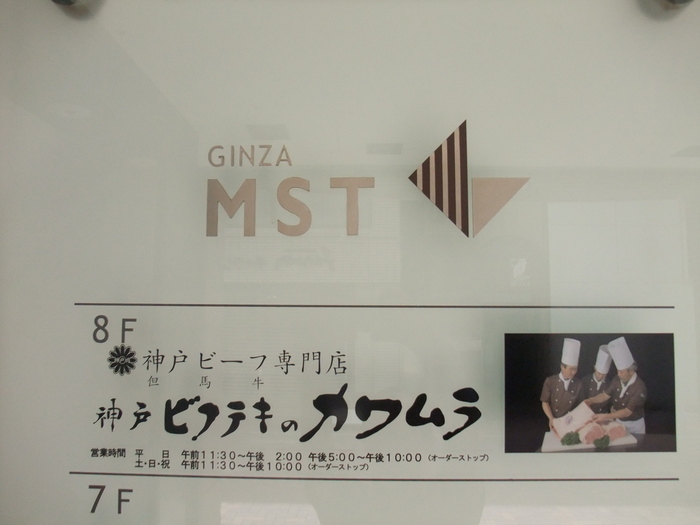 GINZA
MST
8F
神戸ビーフ専門店
但馬牛
神戸ビフテキのカワムラ
営業時間 平 日 午前11:30～午後 2:00 午後5:00～午後10:00 (オーダーストップ)
土・日・祝 午前11:30～午後10:00 (オーダーストップ)
7F